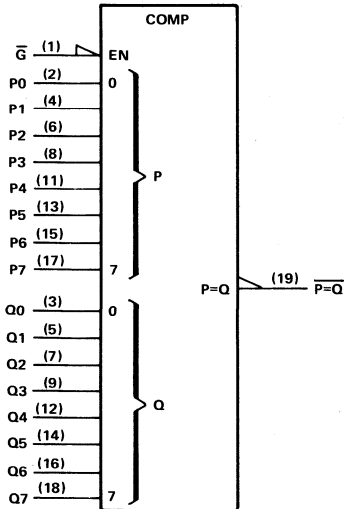 COMP
G̅ (1) EN
P0 (2) 0
P1 (4)
P2 (6)
P3 (8)
P
P4 (11)
P5 (13)
P6 (15)
P7 (17) 7
P=Q (19) P̅=̅Q̅
Q0 (3) 0
Q1 (5)
Q2 (7)
Q3 (9)
Q
Q4 (12)
Q5 (14)
Q6 (16)
Q7 (18) 7